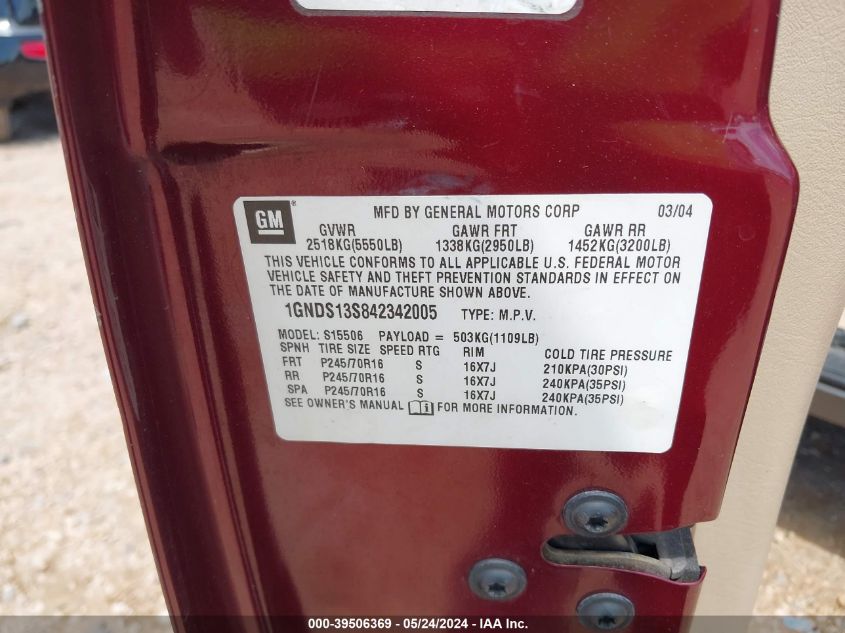 GM
MFD BY GENERAL MOTORS CORP 03/04
GVWR GAWR FRT GAWR RR
2518KG(5550LB) 1338KG(2950LB) 1452KG(3200LB)
THIS VEHICLE CONFORMS TO ALL APPLICABLE U.S. FEDERAL MOTOR
VEHICLE SAFETY AND THEFT PREVENTION STANDARDS IN EFFECT ON
THE DATE OF MANUFACTURE SHOWN ABOVE.
1GNDS13S842342005 TYPE: M.P.V.
MODEL: S15506 PAYLOAD = 503KG(1109LB)
SPNH TIRE SIZE SPEED RTG RIM COLD TIRE PRESSURE
FRT P245/70R16 S 16X7J 210KPA(30PSI)
RR P245/70R16 S 16X7J 240KPA(35PSI)
SPA P245/70R16 S 16X7J 240KPA(35PSI)
SEE OWNER'S MANUAL FOR MORE INFORMATION.
000-39506369 - 05/24/2024 - IAA, Inc.